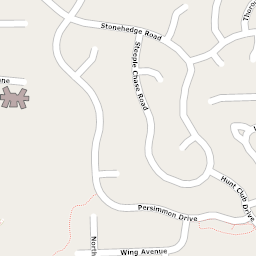 Stonehedge Road
Steeple Chase Road
Hunt Club Drive
Persimmon Drive
North
Wing Avenue